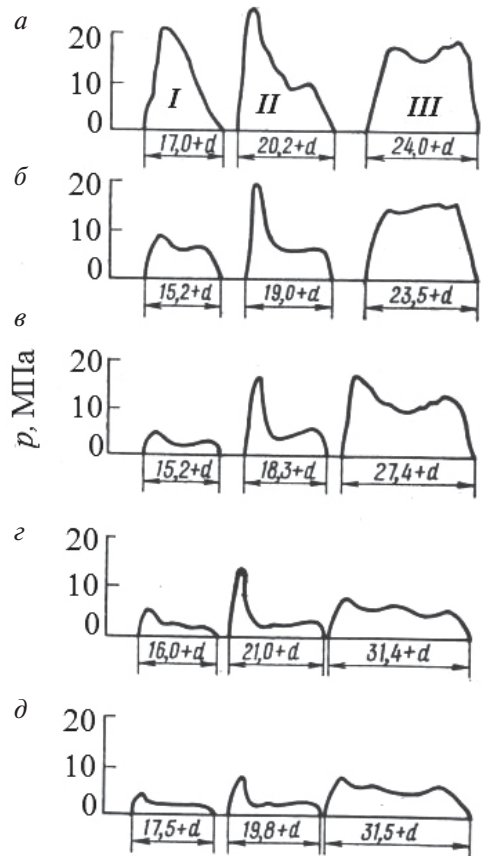 а
20
10
0
I
II
III
17,0+d
20,2+d
24,0+d
б
20
10
0
15,2+d
19,0+d
23,5+d
в
20
10
0
15,2+d
18,3+d
27,4+d
р, МПа
г
20
10
0
16,0+d
21,0+d
31,4+d
д
20
10
0
17,5+d
19,8+d
31,5+d